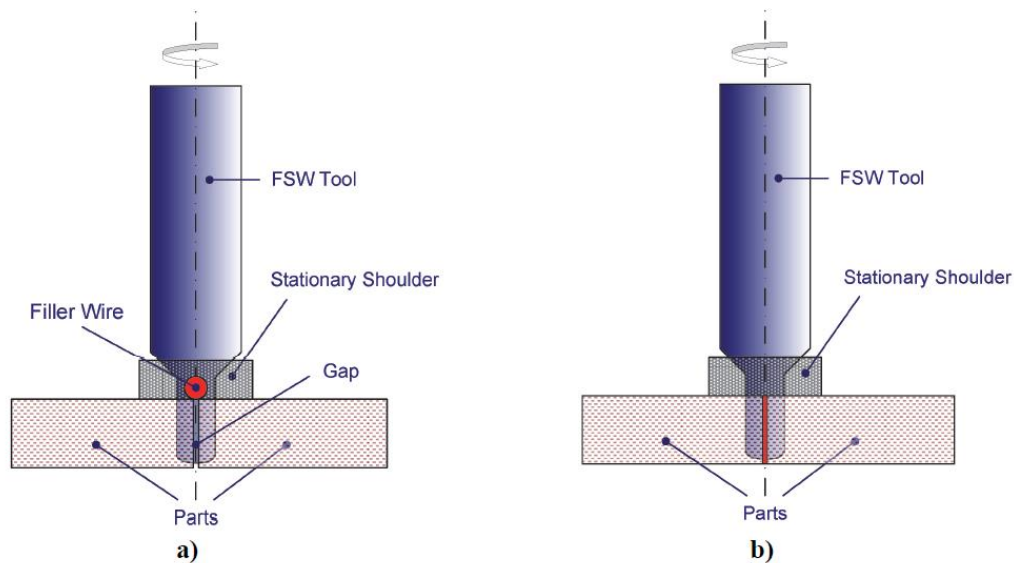 FSW Tool
Stationary Shoulder
Filler Wire
Gap
Parts
a)
FSW Tool
Stationary Shoulder
Parts
b)